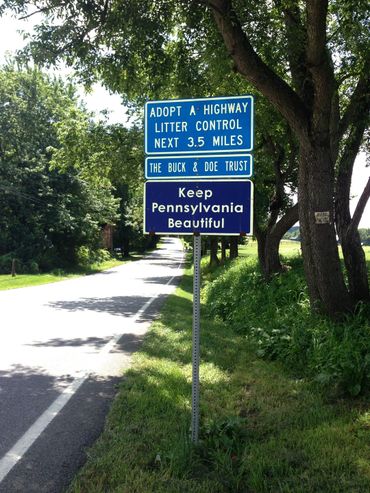 ADOPT A HIGHWAY
LITTER CONTROL
NEXT 3.5 MILES
THE BUCK & DOE TRUST
Keep
Pennsylvania
Beautiful